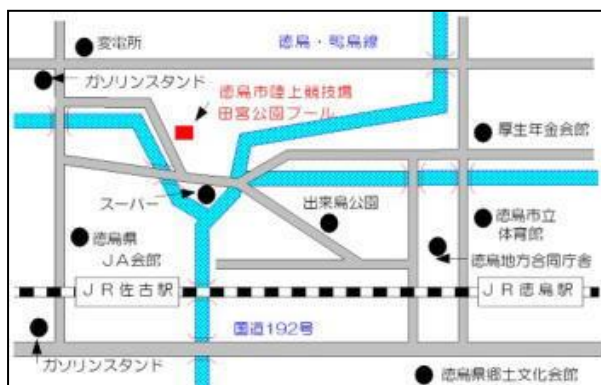 変電所
徳島・鴨島線
ガソリンスタンド
徳島市陸上競技場
田宮公園プール
厚生年金会館
スーパー
出来島公園
徳島市立
体育館
徳島県
JA会館
徳島地方合同庁舎
JR佐古駅
JR徳島駅
国道192号
ガソリンスタンド
徳島県郷土文化会館